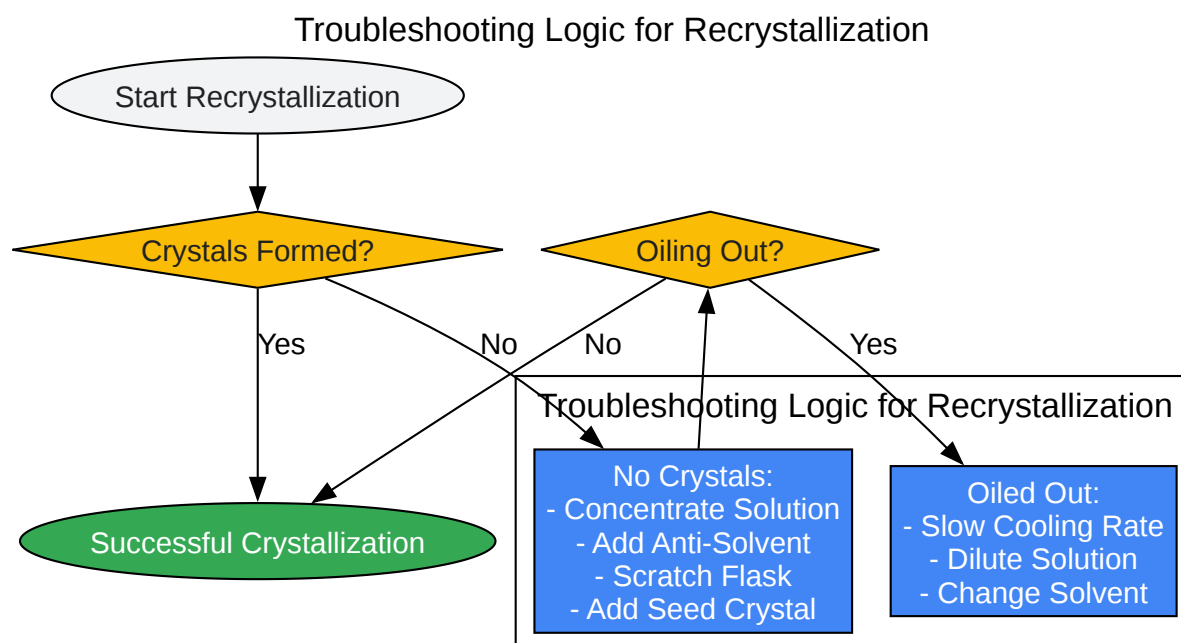 Troubleshooting Logic for Recrystallization
Start Recrystallization
Crystals Formed?
Oiling Out?
Yes
No
No
Yes
Troubleshooting Logic for Recrystallization
No Crystals:
- Concentrate Solution
- Add Anti-Solvent
- Scratch Flask
- Add Seed Crystal
Oiled Out:
- Slow Cooling Rate
- Dilute Solution
- Change Solvent
Successful Crystallization